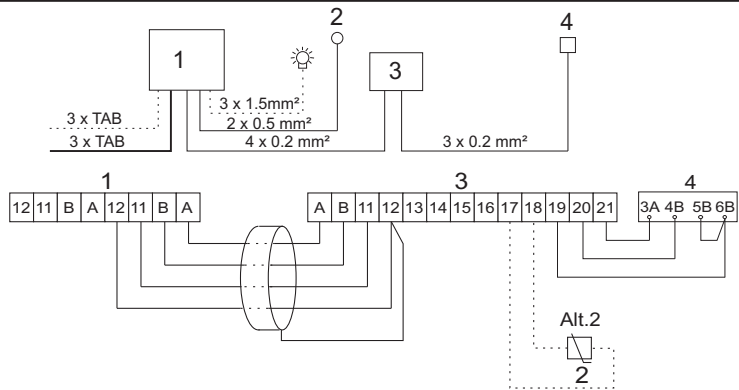 2
4
1
3
3 x 1.5mm²
3 x TAB
2 x 0.5 mm²
3 x TAB
4 x 0.2 mm²
3 x 0.2 mm²
1
3
4
12 11 B A 12 11 B A
A B 11 12 13 14 15 16 17 18 19 20 21
3A 4B 5B 6B
Alt.2
2